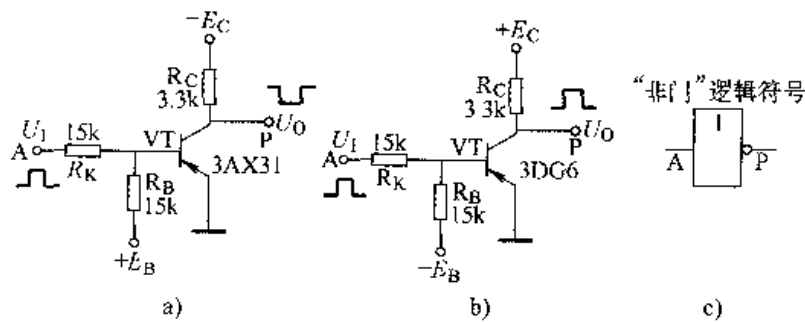 −E_C
R_C
3.3k
U_I
15k
VT
U_O
P
A
R_K
3AX31
R_B
15k
+E_B
a)
+E_C
R_C
3 3k
U_I
15k
VT
U_O
P
A
R_K
3DG6
R_B
15k
−E_B
b)
“非门”逻辑符号
1
A
P
c)